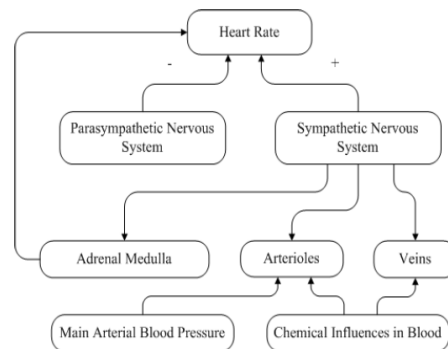 Heart Rate
-
+
Parasympathetic Nervous
System
Sympathetic Nervous
System
Adrenal Medulla
Arterioles
Veins
Main Arterial Blood Pressure
Chemical Influences in Blood